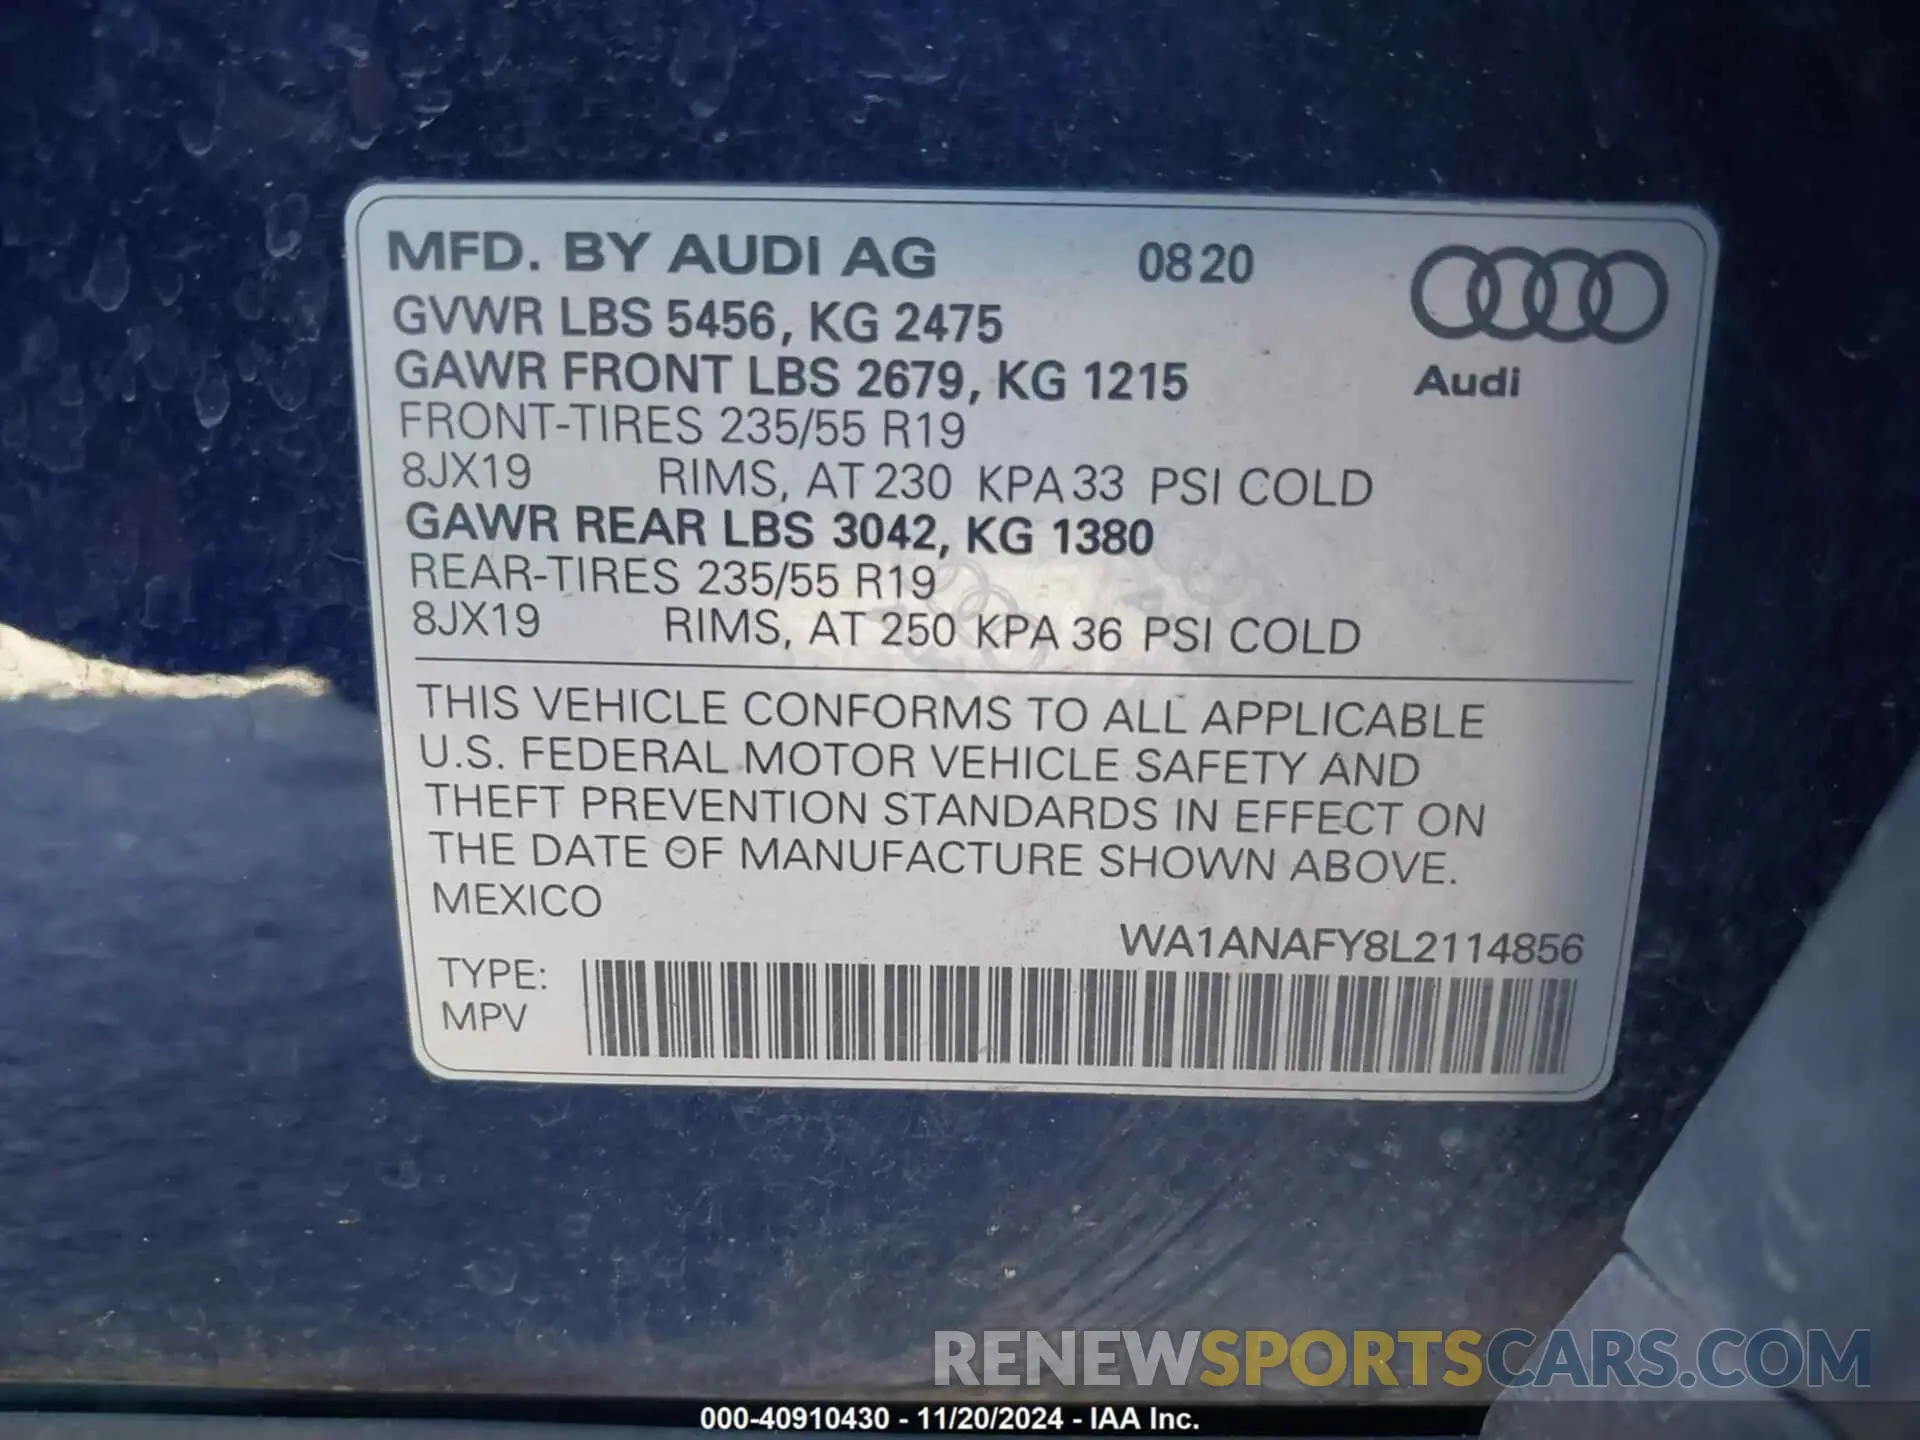 MFD. BY AUDI AG 0820
GVWR LBS 5456, KG 2475
GAWR FRONT LBS 2679, KG 1215
Audi
FRONT-TIRES 235/55 R19
8JX19 RIMS, AT 230 KPA 33 PSI COLD
GAWR REAR LBS 3042, KG 1380
REAR-TIRES 235/55 R19
8JX19 RIMS, AT 250 KPA 36 PSI COLD
THIS VEHICLE CONFORMS TO ALL APPLICABLE
U.S. FEDERAL MOTOR VEHICLE SAFETY AND
THEFT PREVENTION STANDARDS IN EFFECT ON
THE DATE OF MANUFACTURE SHOWN ABOVE.
MEXICO
WA1ANAFY8L2114856
TYPE:
MPV
RENEWSPORTSCARS.COM
000-40910430 - 11/20/2024 - IAA Inc.